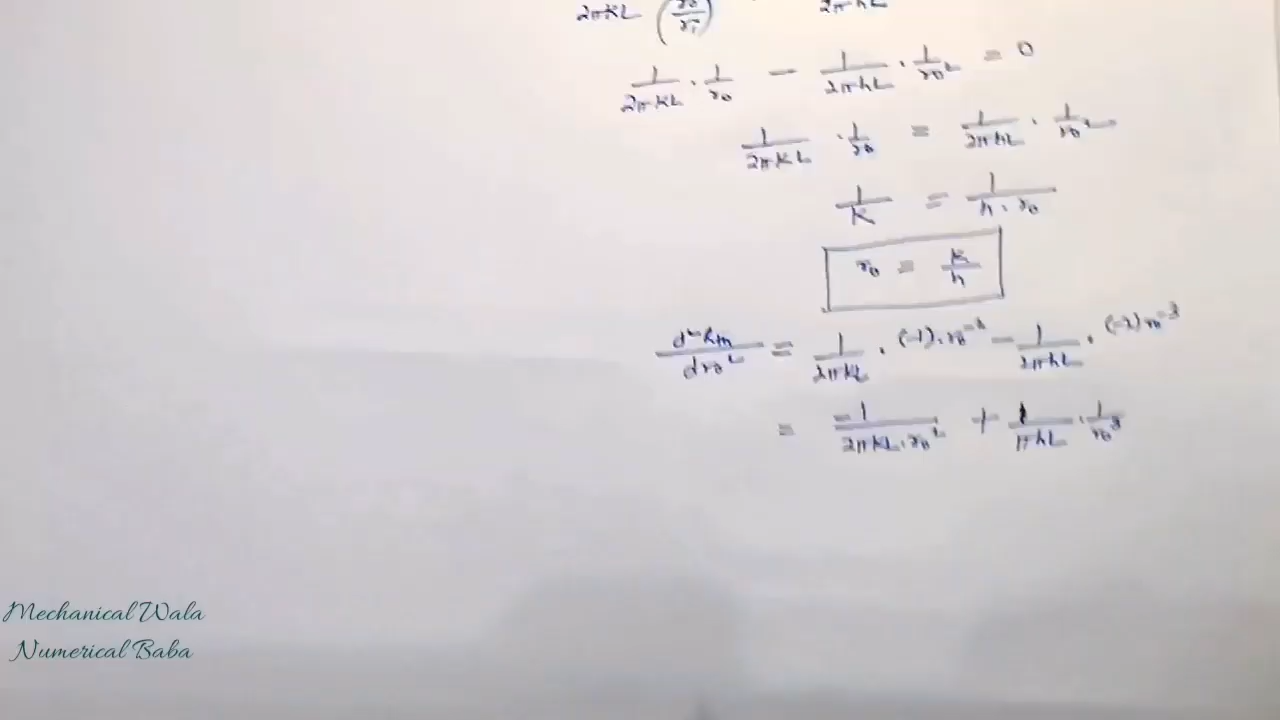 1/2πKL · 1/r₀ − 1/2πhL · 1/r₀² = 0
1/2πKL · 1/r₀ = 1/2πhL · 1/r₀²
1/K = 1/h·r₀
r₀ = K/h
= 1/2πKL · (-1)·r₀⁻² − 1/2πhL · (-2)r₀⁻³
= -1/2πKL·r₀² + 1/πhL · 1/r₀³
Mechanical Wala
Numerical Baba